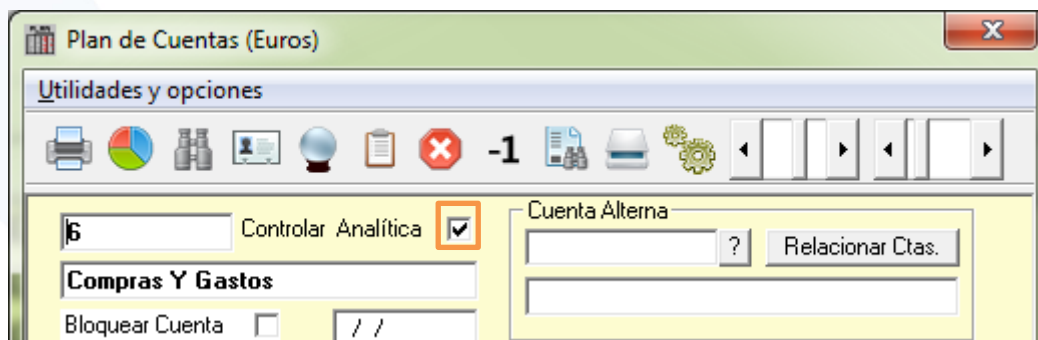 Plan de Cuentas (Euros)
Utilidades y opciones
-1
6 Controlar Analítica
Cuenta Alterna
? Relacionar Ctas.
Compras Y Gastos
Bloquear Cuenta / /